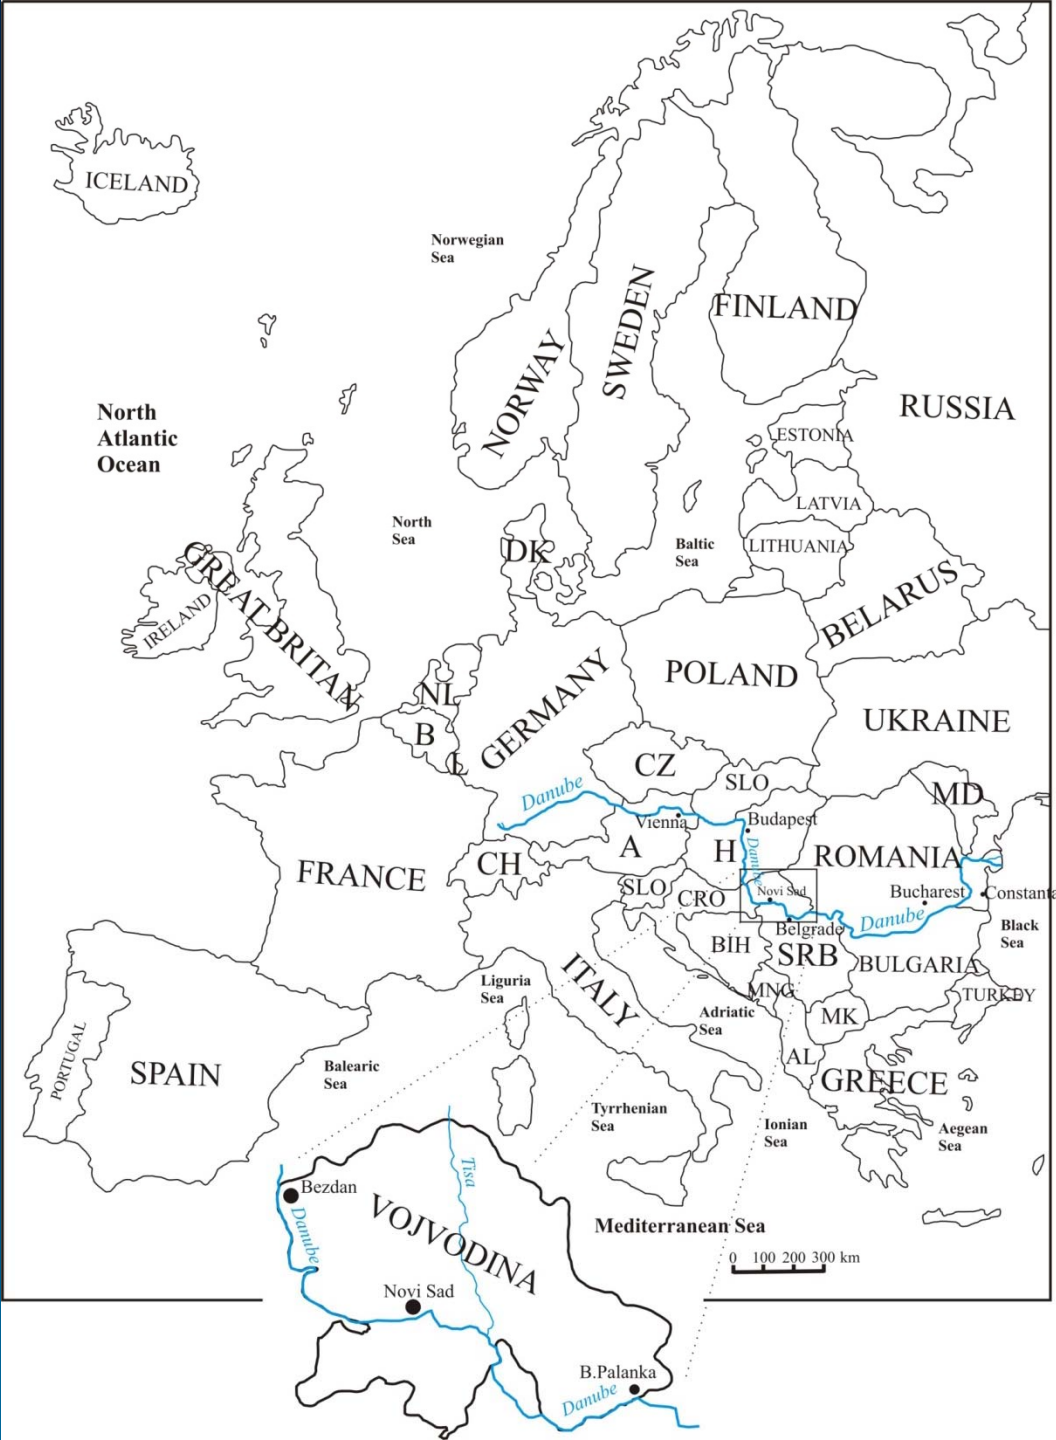 ICELAND
Norwegian
Sea
FINLAND
SWEDEN
NORWAY
RUSSIA
North
Atlantic
Ocean
ESTONIA
LATVIA
North
Sea
DK
Baltic
Sea
LITHUANIA
GREAT BRITAN
IRELAND
BELARUS
POLAND
NL
GERMANY
UKRAINE
B
L
CZ
SLO
Danube
MD
Vienna
Budapest
A
H
Danube
ROMANIA
CH
FRANCE
SLO
CRO
Novi Sad
Bucharest
Constanta
Danube
Belgrade
Black
Sea
BIH
SRB
BULGARIA
ITALY
Liguria
Sea
MNG
TURKEY
Adriatic
Sea
MK
PORTUGAL
SPAIN
Balearic
Sea
AL
GREECE
Tyrrhenian
Sea
Ionian
Sea
Aegean
Sea
Tisa
Bezdan
Danube
VOJVODINA
Mediterranean Sea
0 100 200 300 km
Novi Sad
B.Palanka
Danube